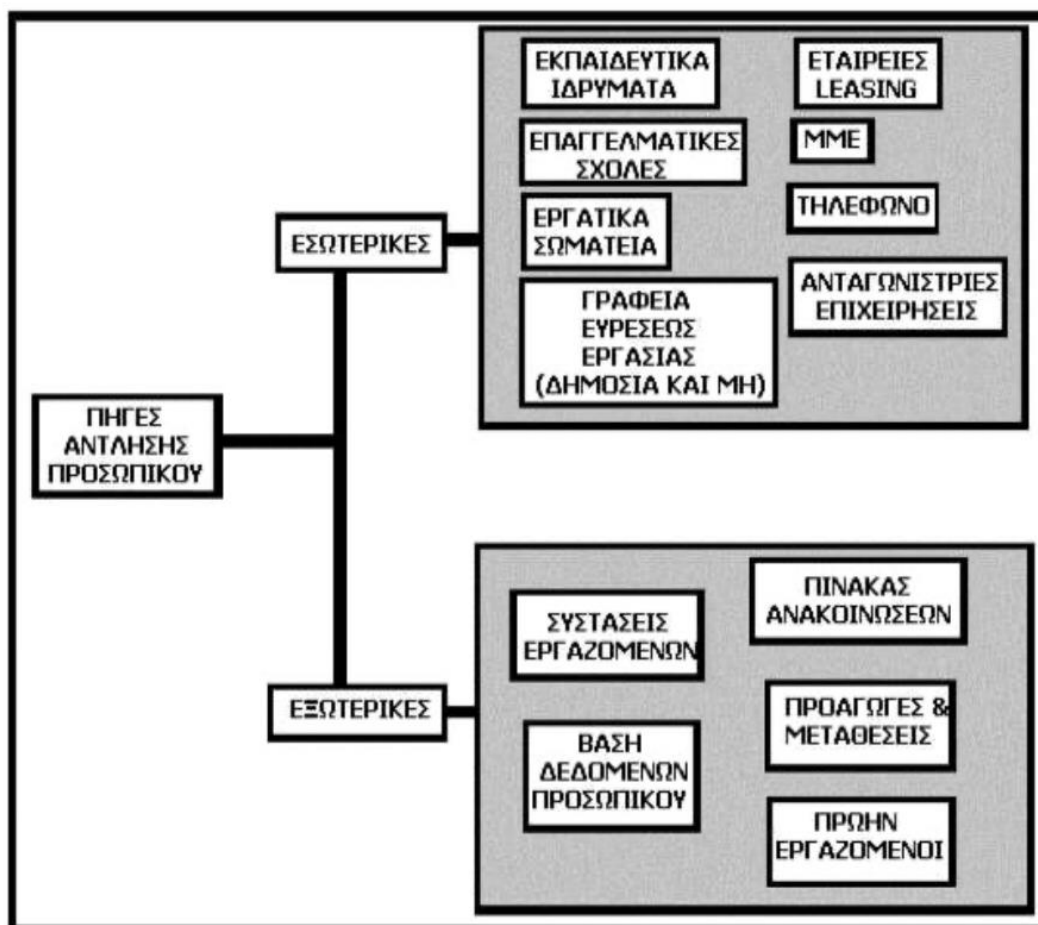 ΠΗΓΕΣ
ΑΝΤΛΗΣΗΣ
ΠΡΟΣΩΠΙΚΟΥ
ΕΣΩΤΕΡΙΚΕΣ
ΕΚΠΑΙΔΕΥΤΙΚΑ
ΙΔΡΥΜΑΤΑ
ΕΠΑΓΓΕΛΜΑΤΙΚΕΣ
ΣΧΟΛΕΣ
ΕΡΓΑΤΙΚΑ
ΣΩΜΑΤΕΙΑ
ΓΡΑΦΕΙΑ
ΕΥΡΕΣΕΩΣ
ΕΡΓΑΣΙΑΣ
(ΔΗΜΟΣΙΑ ΚΑΙ ΜΗ)
ΕΤΑΙΡΕΙΕΣ
LEASING
ΜΜΕ
ΤΗΛΕΦΩΝΟ
ΑΝΤΑΓΩΝΙΣΤΡΙΕΣ
ΕΠΙΧΕΙΡΗΣΕΙΣ
ΕΞΩΤΕΡΙΚΕΣ
ΣΥΣΤΑΣΕΙΣ
ΕΡΓΑΖΟΜΕΝΩΝ
ΒΑΣΗ
ΔΕΔΟΜΕΝΩΝ
ΠΡΟΣΩΠΙΚΟΥ
ΠΙΝΑΚΑΣ
ΑΝΑΚΟΙΝΩΣΕΩΝ
ΠΡΟΑΓΩΓΕΣ &
ΜΕΤΑΘΕΣΕΙΣ
ΠΡΩΗΝ
ΕΡΓΑΖΟΜΕΝΟΙ